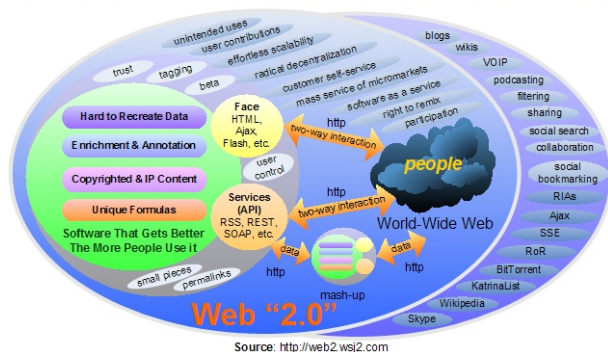 unintended uses
user contributions
effortless scalability
radical decentralization
customer self-service
mass service of micromarkets
software as a service
right to remix
participation
trust
tagging
beta
Hard to Recreate Data
Enrichment & Annotation
Copyrighted & IP Content
Unique Formulas
Software That Gets Better
The More People Use it
Face
HTML,
Ajax,
Flash, etc.
user
control
Services
(API)
RSS, REST,
SOAP, etc.
http
two-way interaction
http
two-way interaction
people
World-Wide Web
data
http
mash-up
data
http
small pieces
permalinks
Web “2.0”
blogs
wikis
VOIP
podcasting
filtering
sharing
social search
collaboration
social
bookmarking
RIAs
Ajax
SSE
RoR
BitTorrent
KatrinaList
Wikipedia
Skype
Source: http://web2.wsj2.com